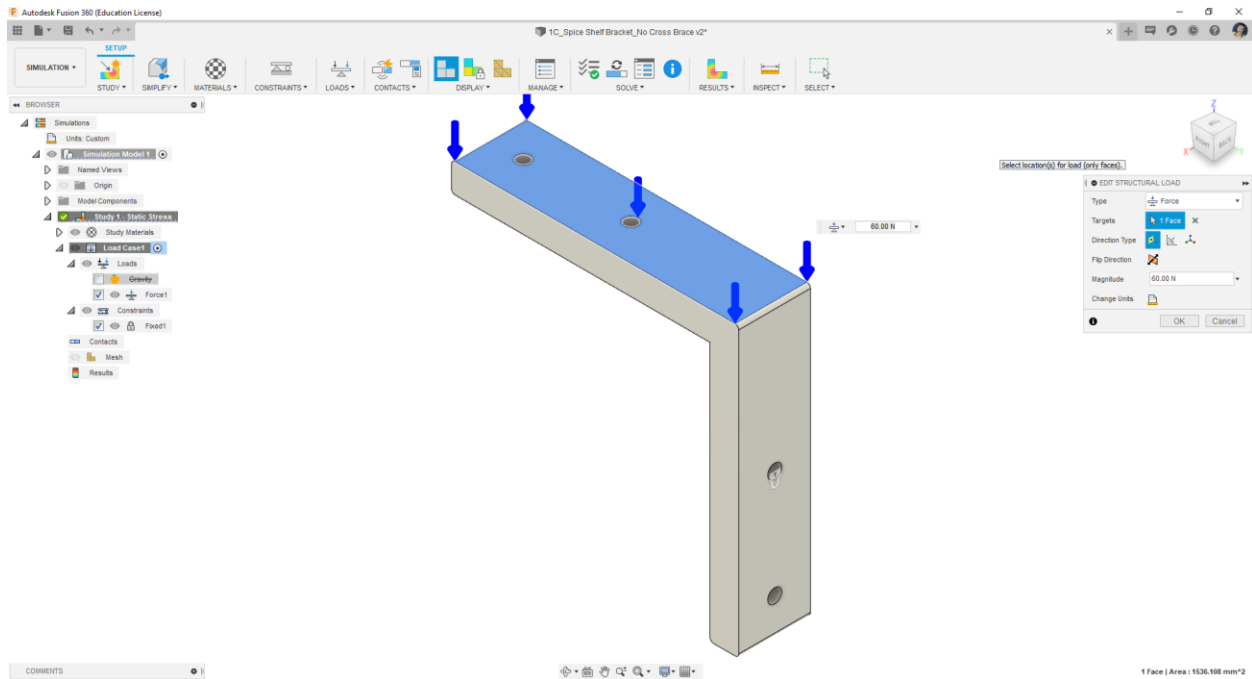 Autodesk Fusion 360 (Education License)
1C_Spice Shelf Bracket_No Cross Brace v2*
SETUP
SIMULATION
STUDY SIMPLIFY MATERIALS CONSTRAINTS LOADS CONTACTS DISPLAY MANAGE SOLVE RESULTS INSPECT SELECT
BROWSER
Simulations
Units: Custom
Simulation Model 1
Named Views
Origin
Model Components
Study 1 - Static Stress
Study Materials
Load Case1
Loads
Gravity
Force1
Constraints
Fixed1
Contacts
Mesh
Results
60.00 N
Z
RIGHT BACK
X Y
Select location(s) for load (only faces).
EDIT STRUCTURAL LOAD
Type Force
Targets 1 Face
Direction Type
Flip Direction
Magnitude 60.00 N
Change Units
OK Cancel
COMMENTS
1 Face | Area : 1536.108 mm^2